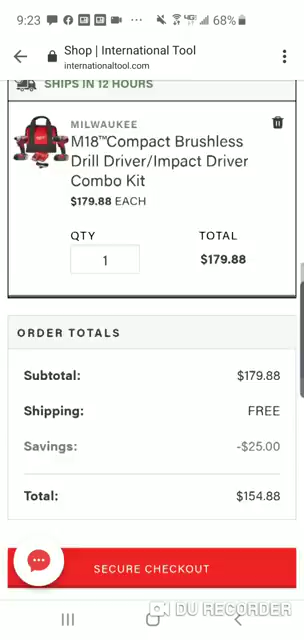 9:23
68%
Shop | International Tool
internationaltool.com
SHIPS IN 12 HOURS
MILWAUKEE
M18™Compact Brushless
Drill Driver/Impact Driver
Combo Kit
$179.88 EACH
QTY TOTAL
1 $179.88
ORDER TOTALS
Subtotal: $179.88
Shipping: FREE
Savings: -$25.00
Total: $154.88
SECURE CHECKOUT
DU RECORDER